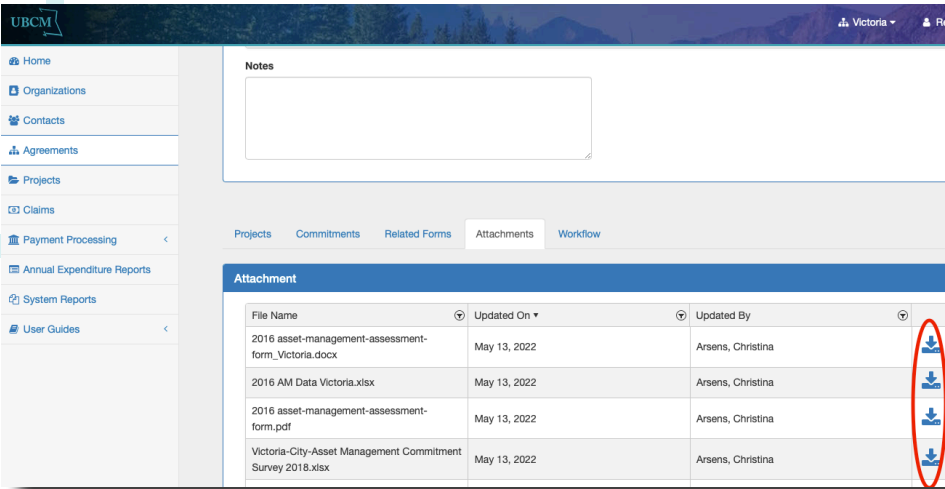 UBCM
Victoria
Home
Organizations
Contacts
Agreements
Projects
Claims
Payment Processing
Annual Expenditure Reports
System Reports
User Guides
Notes
Projects Commitments Related Forms Attachments Workflow
Attachment
File Name Updated On Updated By
2016 asset-management-assessment-
form_Victoria.docx
May 13, 2022 Arsens, Christina
2016 AM Data Victoria.xlsx May 13, 2022 Arsens, Christina
2016 asset-management-assessment-
form.pdf
May 13, 2022 Arsens, Christina
Victoria-City-Asset Management Commitment
Survey 2018.xlsx
May 13, 2022 Arsens, Christina